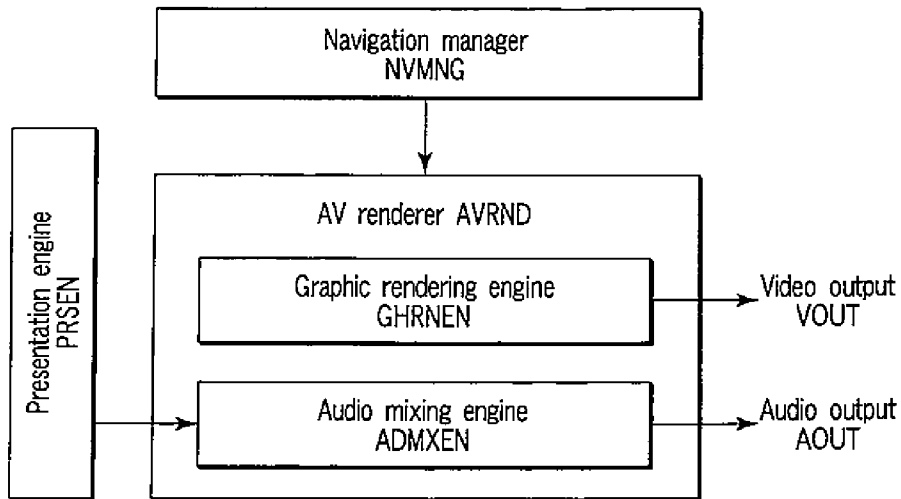 Navigation manager
NVMNG
Presentation engine
PRSEN
AV renderer AVRND
Graphic rendering engine
GHRNEN
Video output
VOUT
Audio mixing engine
ADMXEN
Audio output
AOUT